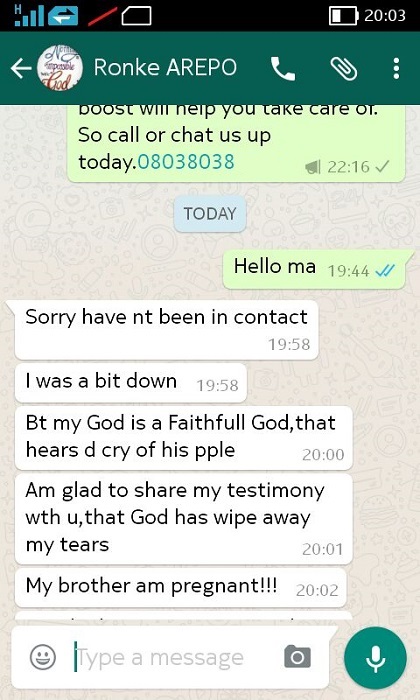 H
20:03
Ronke AREPO
boost will help you take care of.
So call or chat us up
today.08038038
22:16
TODAY
Hello ma 19:44
Sorry have nt been in contact
19:58
I was a bit down 19:58
Bt my God is a Faithfull God,that
hears d cry of his pple 20:00
Am glad to share my testimony
wth u,that God has wipe away
my tears 20:01
My brother am pregnant!!! 20:02
Type a message